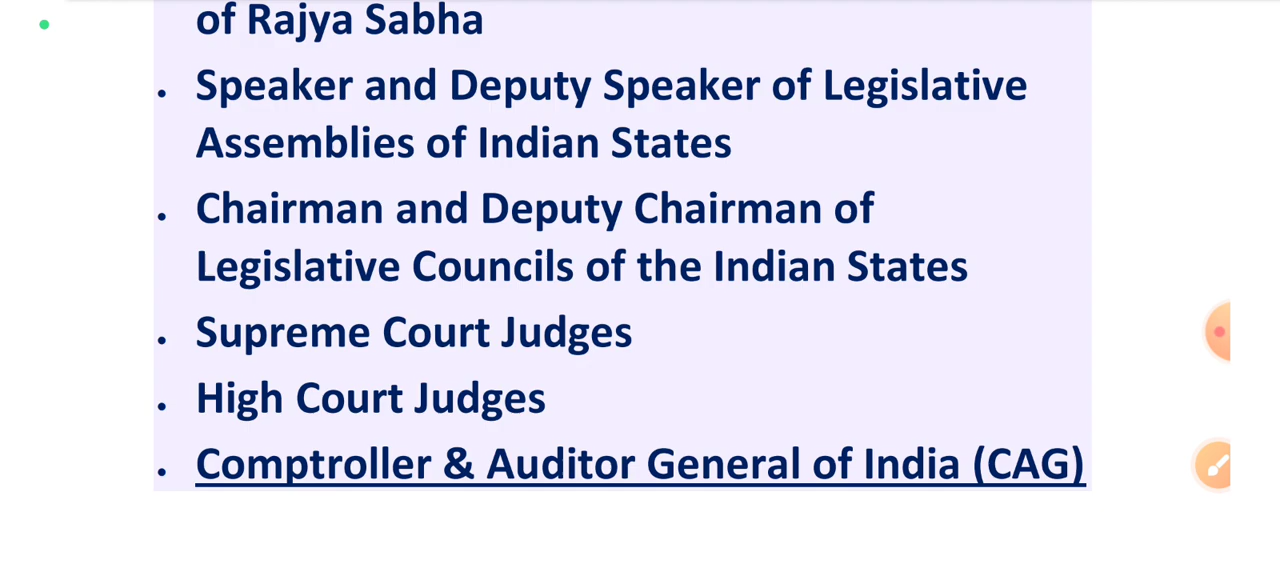 of Rajya Sabha
. Speaker and Deputy Speaker of Legislative
Assemblies of Indian States
. Chairman and Deputy Chairman of
Legislative Councils of the Indian States
. Supreme Court Judges
. High Court Judges
. Comptroller & Auditor General of India (CAG)